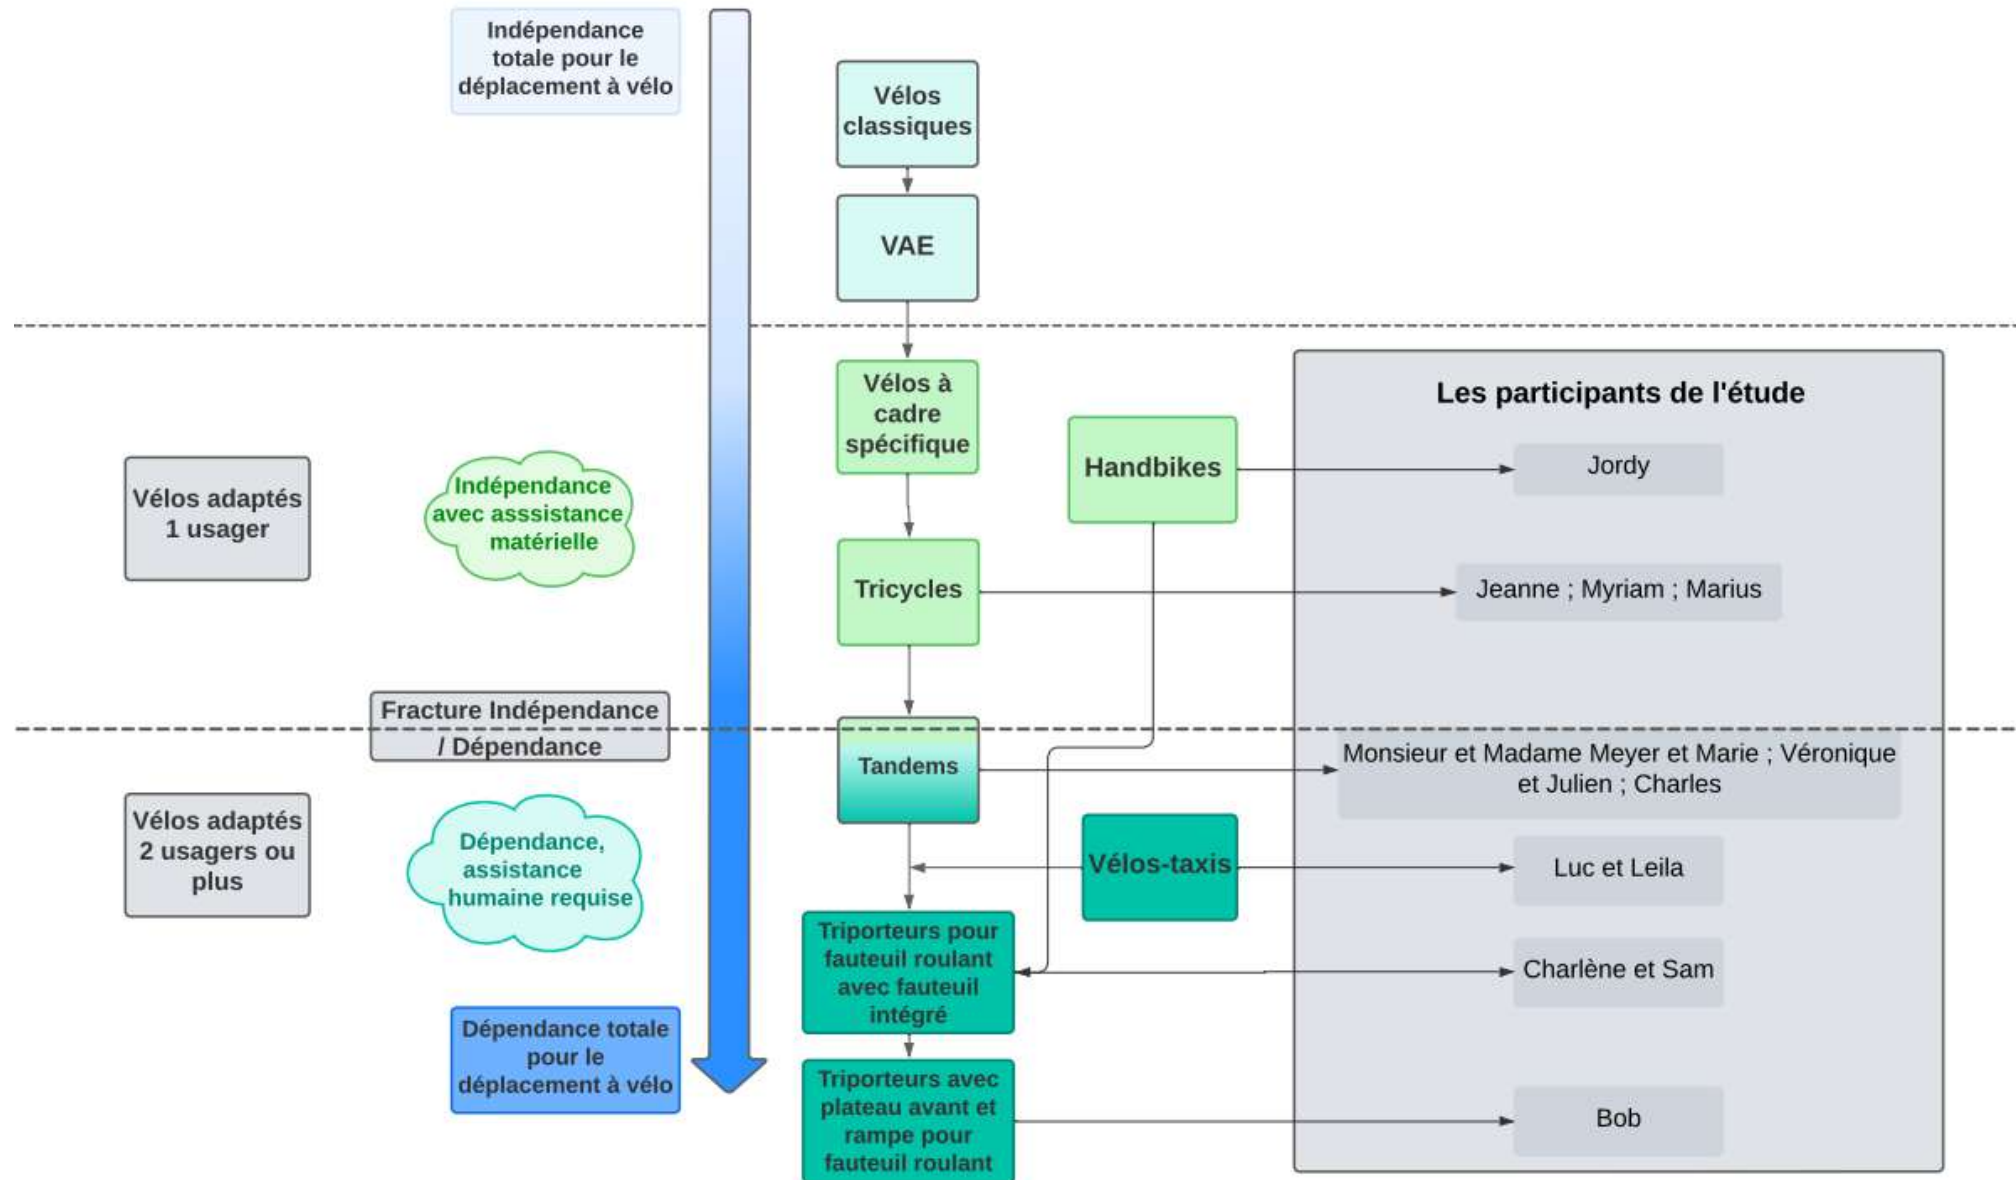 Indépendance
totale pour le
déplacement à vélo
Vélos
classiques
VAE
Vélos à
cadre
spécifique
Handbikes
Les participants de l'étude
Jordy
Vélos adaptés
1 usager
Indépendance
avec asssistance
matérielle
Tricycles
Jeanne ; Myriam ; Marius
Fracture Indépendance
/ Dépendance
Tandems
Monsieur et Madame Meyer et Marie ; Véronique
et Julien ; Charles
Vélos adaptés
2 usagers ou
plus
Dépendance,
assistance
humaine requise
Vélos-taxis
Luc et Leila
Triporteurs pour
fauteuil roulant
avec fauteuil
intégré
Charlène et Sam
Dépendance totale
pour le
déplacement à vélo
Triporteurs avec
plateau avant et
rampe pour
fauteuil roulant
Bob